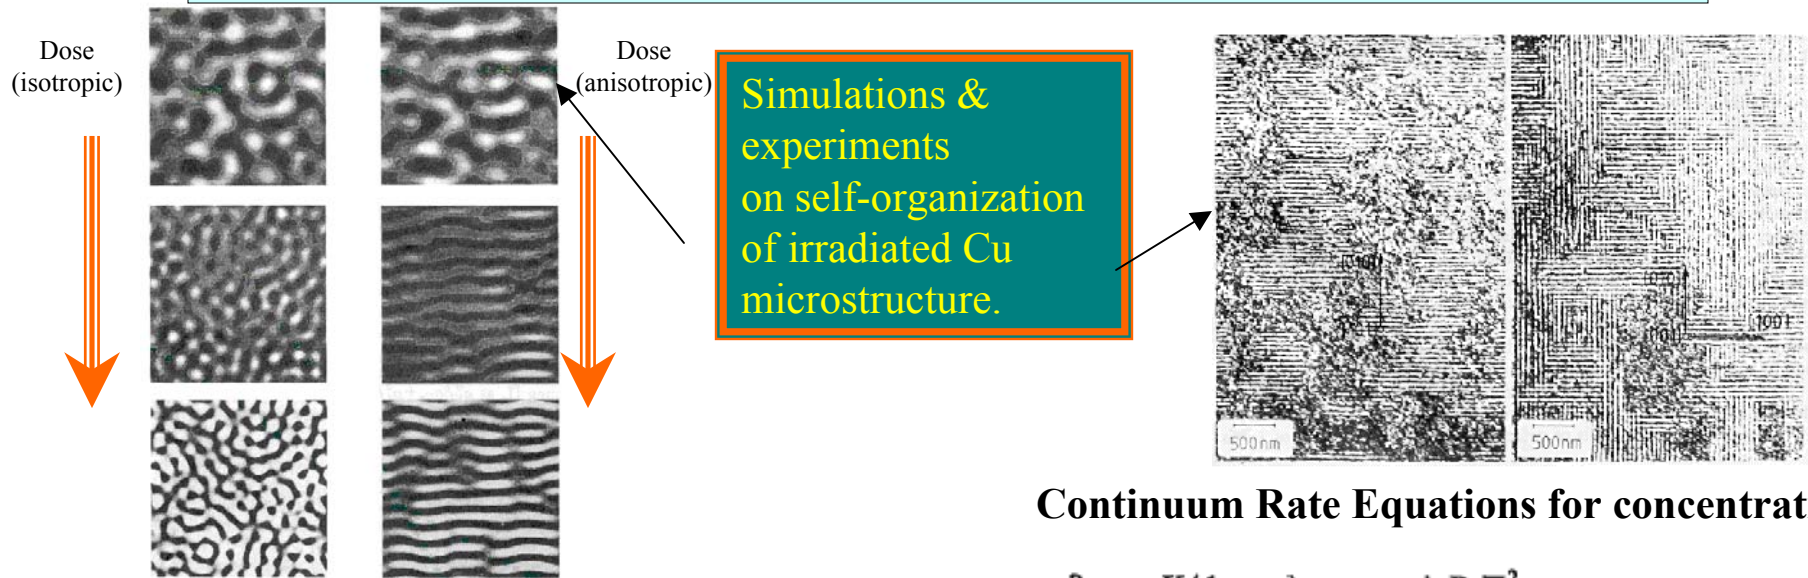 Dose
(isotropic)
Dose
(anisotropic)
Simulations &
experiments
on self-organization
of irradiated Cu
microstructure.
500nm
500nm
Continuum Rate Equations for concentrat